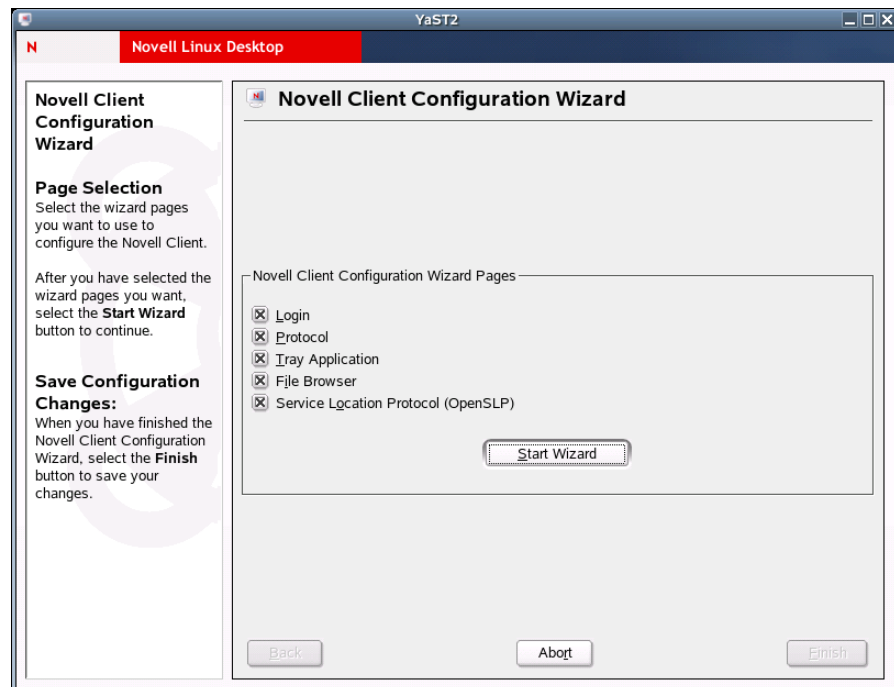 YaST2
N Novell Linux Desktop
Novell Client
Configuration
Wizard
Page Selection
Select the wizard pages
you want to use to
configure the Novell Client.
After you have selected the
wizard pages you want,
select the Start Wizard
button to continue.
Save Configuration
Changes:
When you have finished the
Novell Client Configuration
Wizard, select the Finish
button to save your
changes.
N Novell Client Configuration Wizard
Novell Client Configuration Wizard Pages
Login
Protocol
Tray Application
File Browser
Service Location Protocol (OpenSLP)
Start Wizard
Back
Abort
Finish